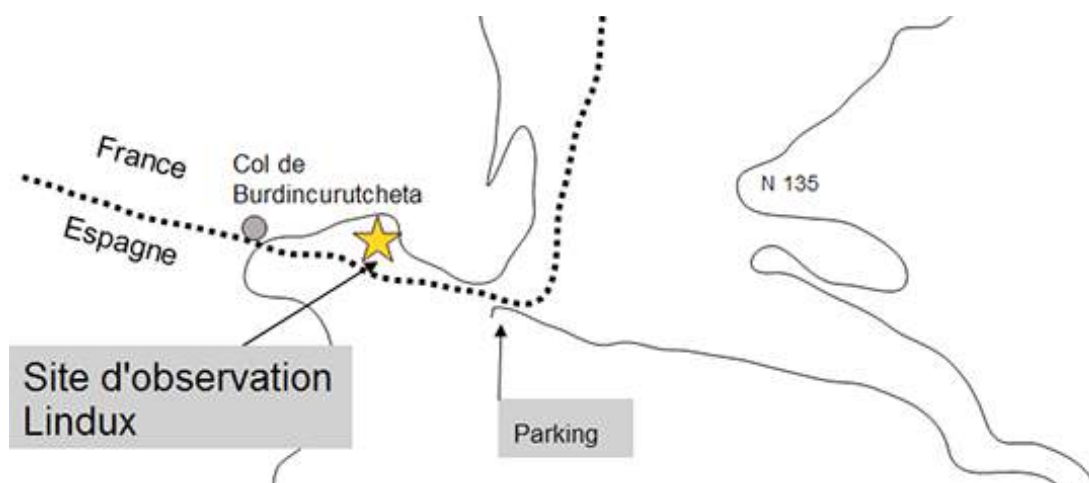 France
Espagne
Col de
Burdincurutcheta
N 135
Site d'observation
Lindux
Parking